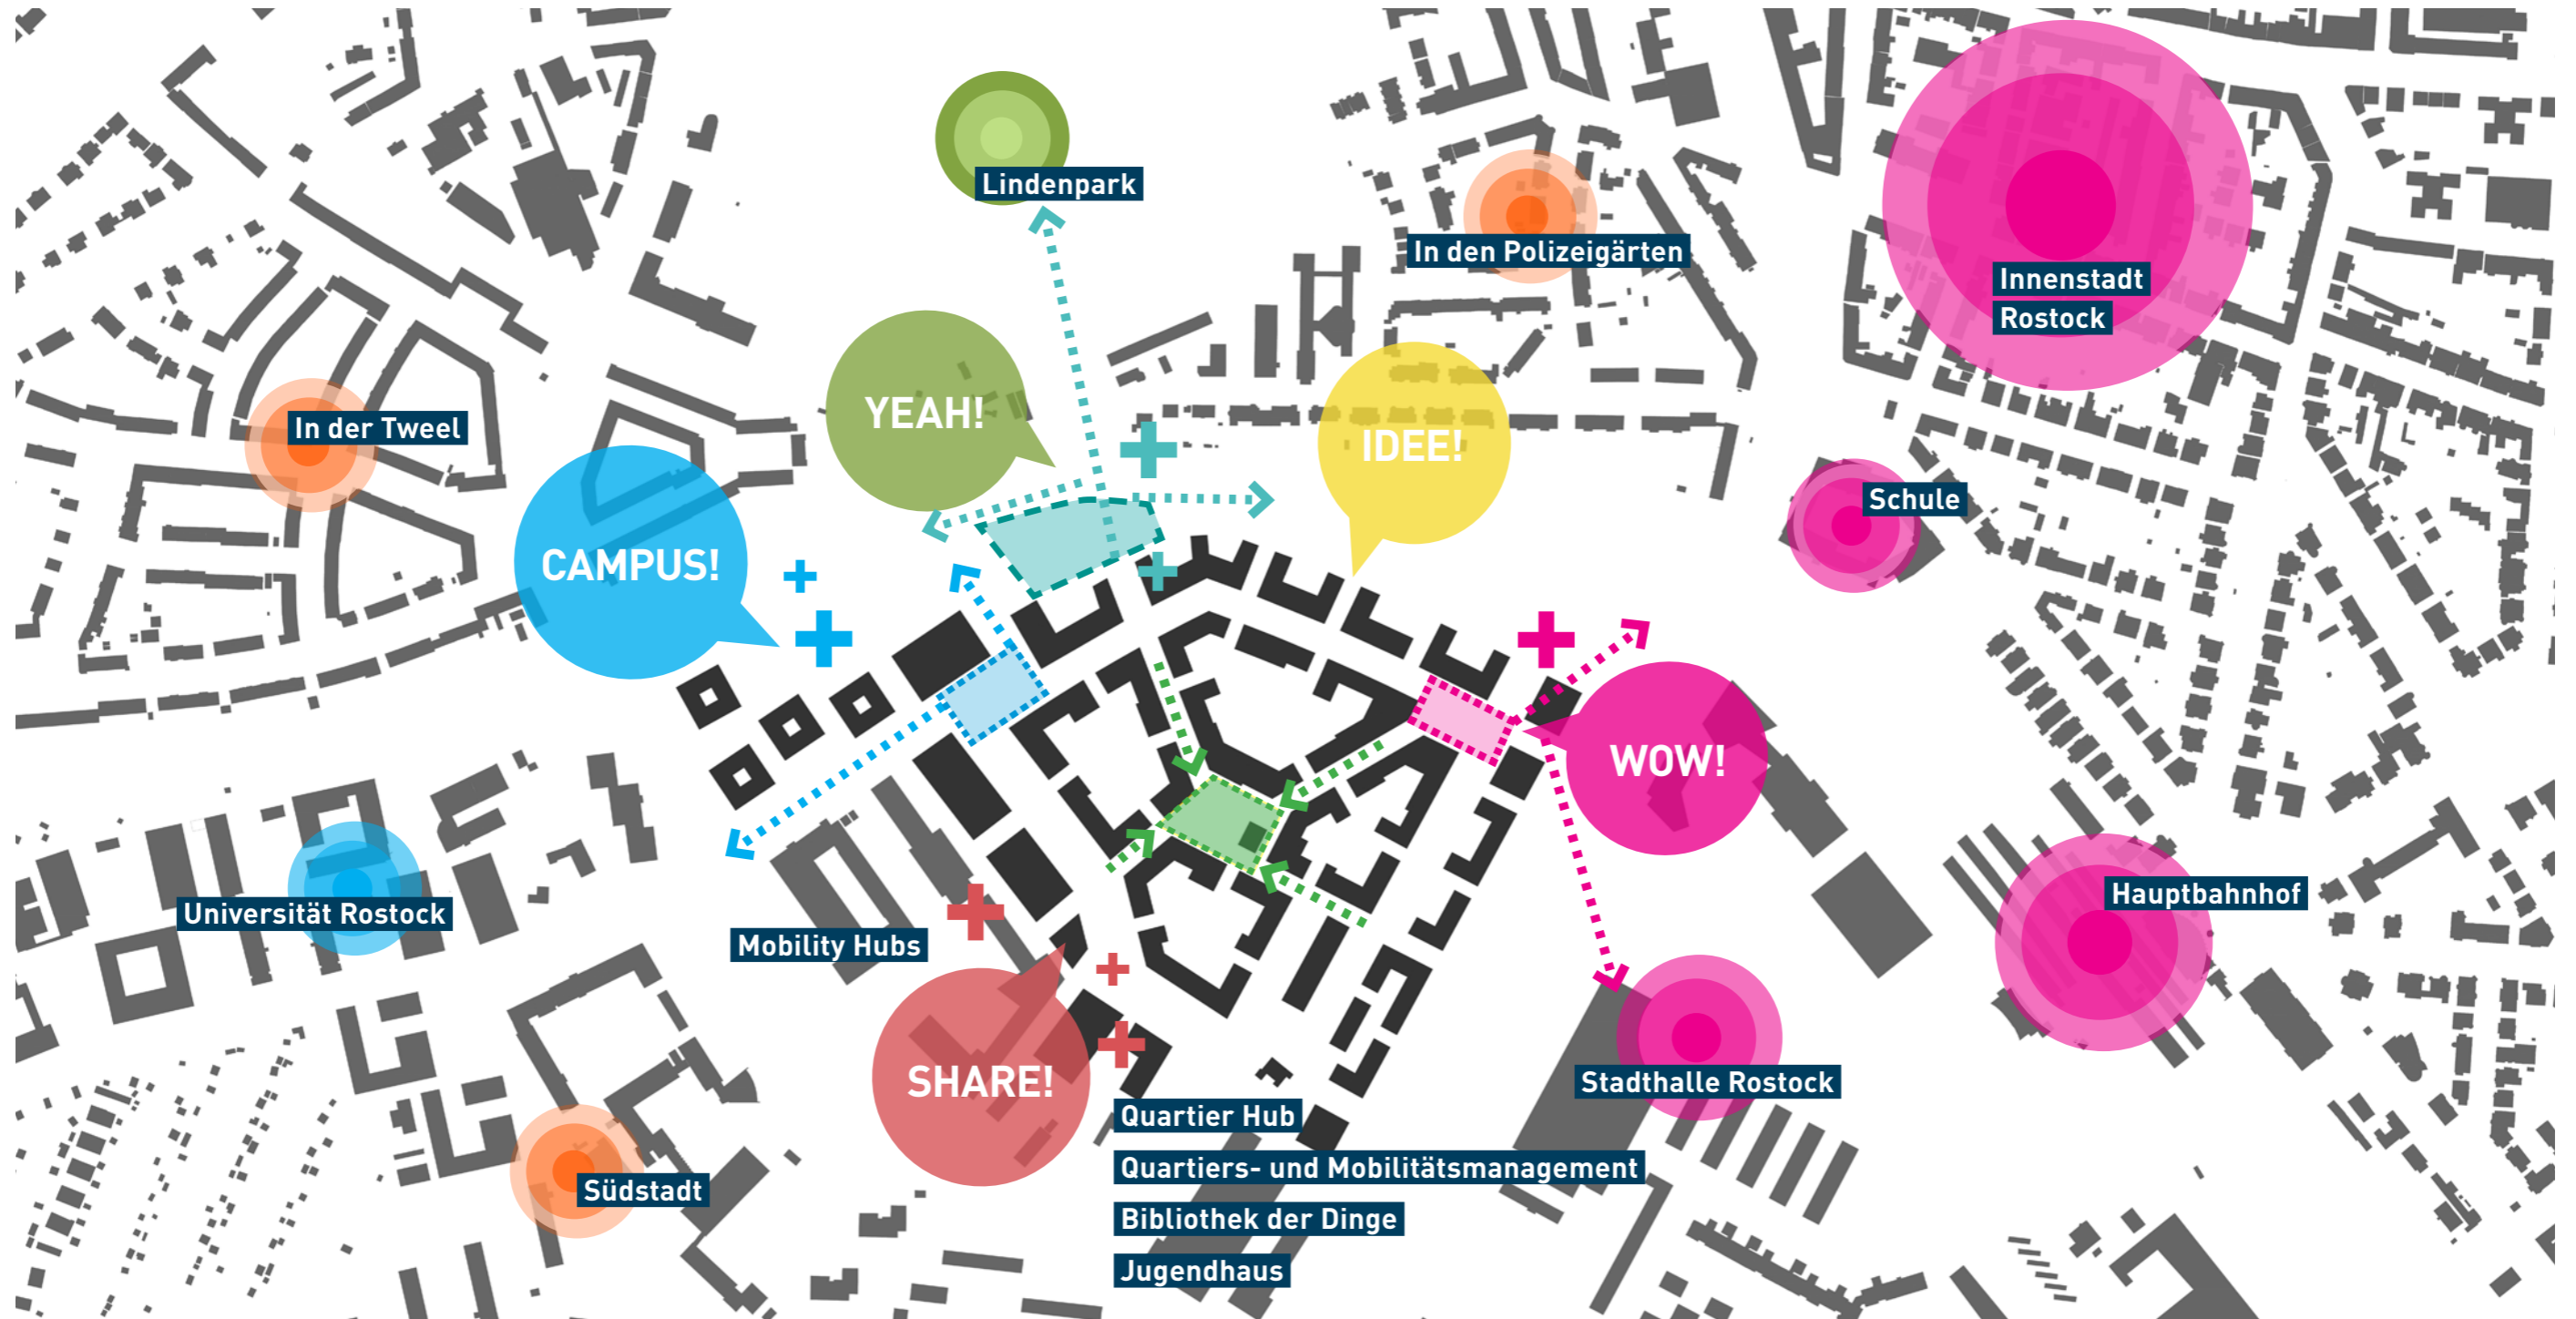 Lindenpark
In den Polizeigärten
Innenstadt
Rostock
YEAH!
In der Tweel
IDEE!
Schule
CAMPUS!
WOW!
Hauptbahnhof
Universität Rostock
Mobility Hubs
SHARE!
Stadthalle Rostock
Quartier Hub
Quartiers- und Mobilitätsmanagement
Südstadt
Bibliothek der Dinge
Jugendhaus